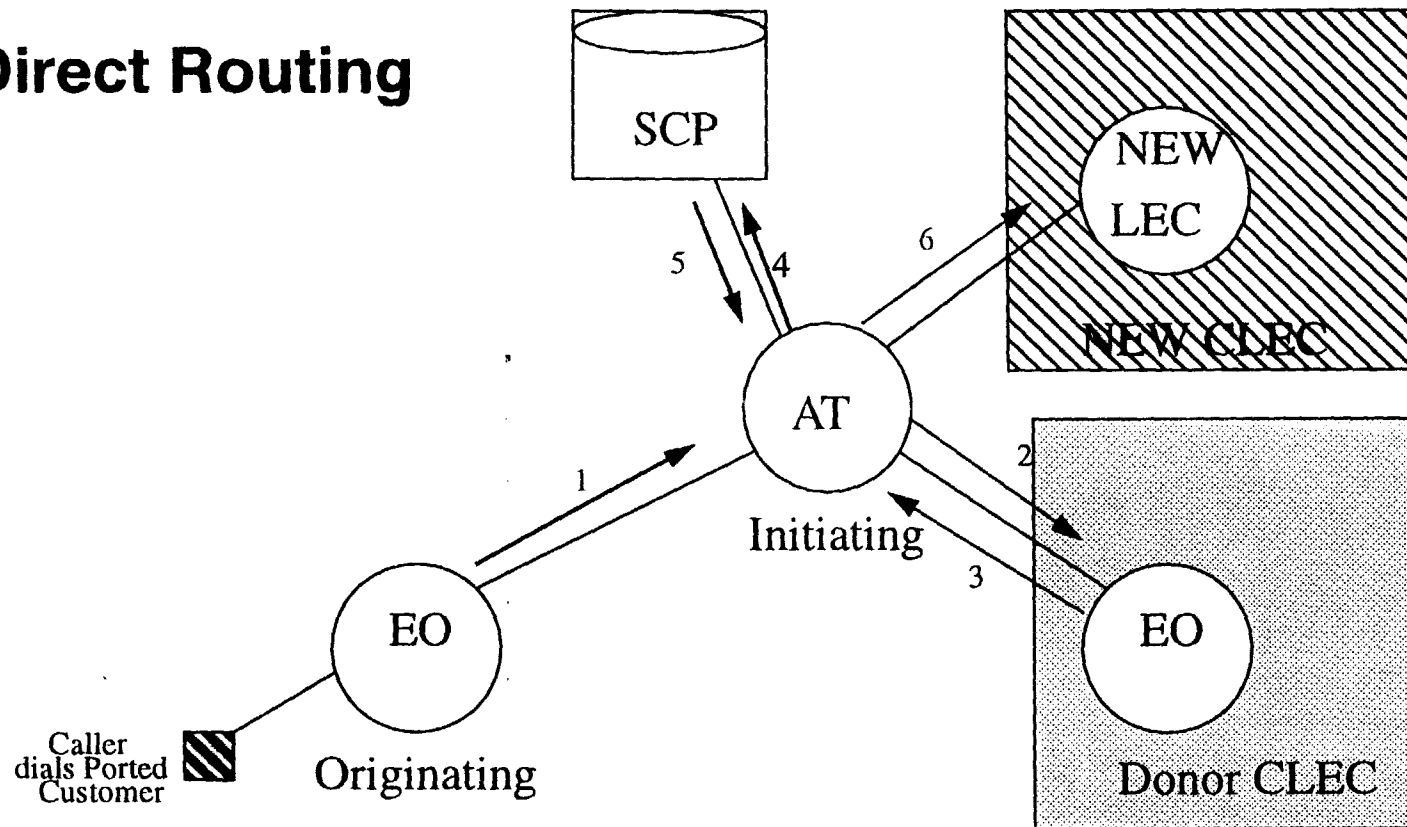 Direct Routing
SCP
NEW
LEC
NEW CLEC
6
5
4
AT
Initiating
1
2
3
EO
Originating
EO
Donor CLEC
Caller
dials Ported
Customer